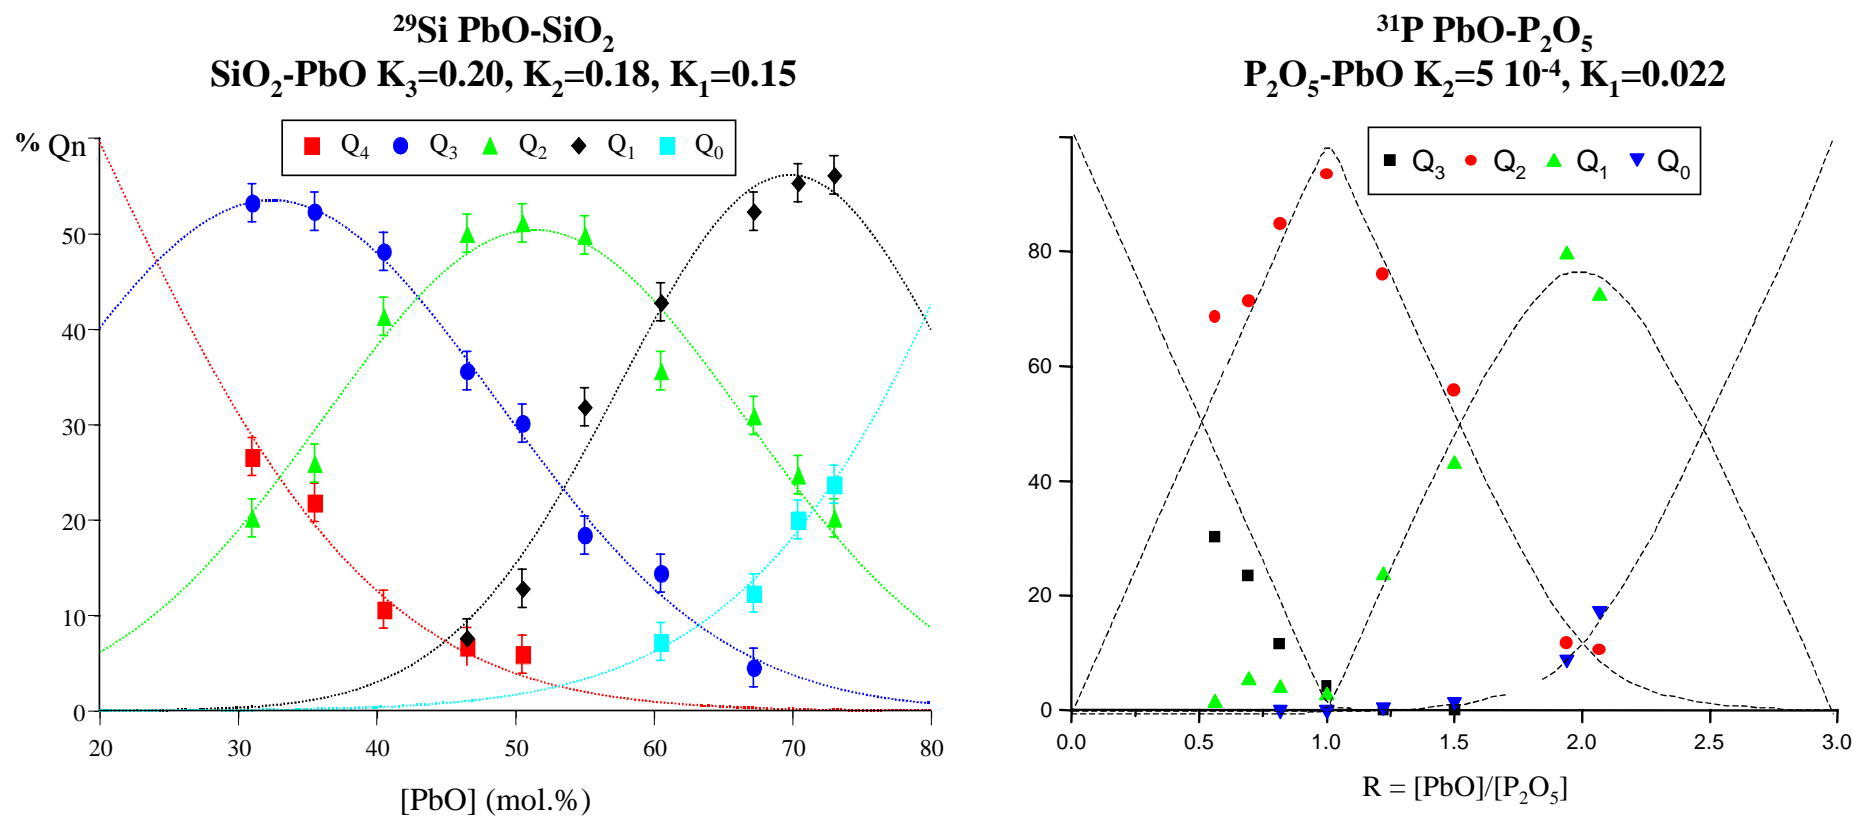 ²⁹Si PbO-SiO₂
SiO₂-PbO K₃=0.20, K₂=0.18, K₁=0.15
% Qn
Q₄ Q₃ Q₂ Q₁ Q₀
50
40
30
20
10
0
20 30 40 50 60 70 80
[PbO] (mol.%)
³¹P PbO-P₂O₅
P₂O₅-PbO K₂=5 10⁻⁴, K₁=0.022
Q₃ Q₂ Q₁ Q₀
80
60
40
20
0
0.0 0.5 1.0 1.5 2.0 2.5 3.0
R = [PbO]/[P₂O₅]